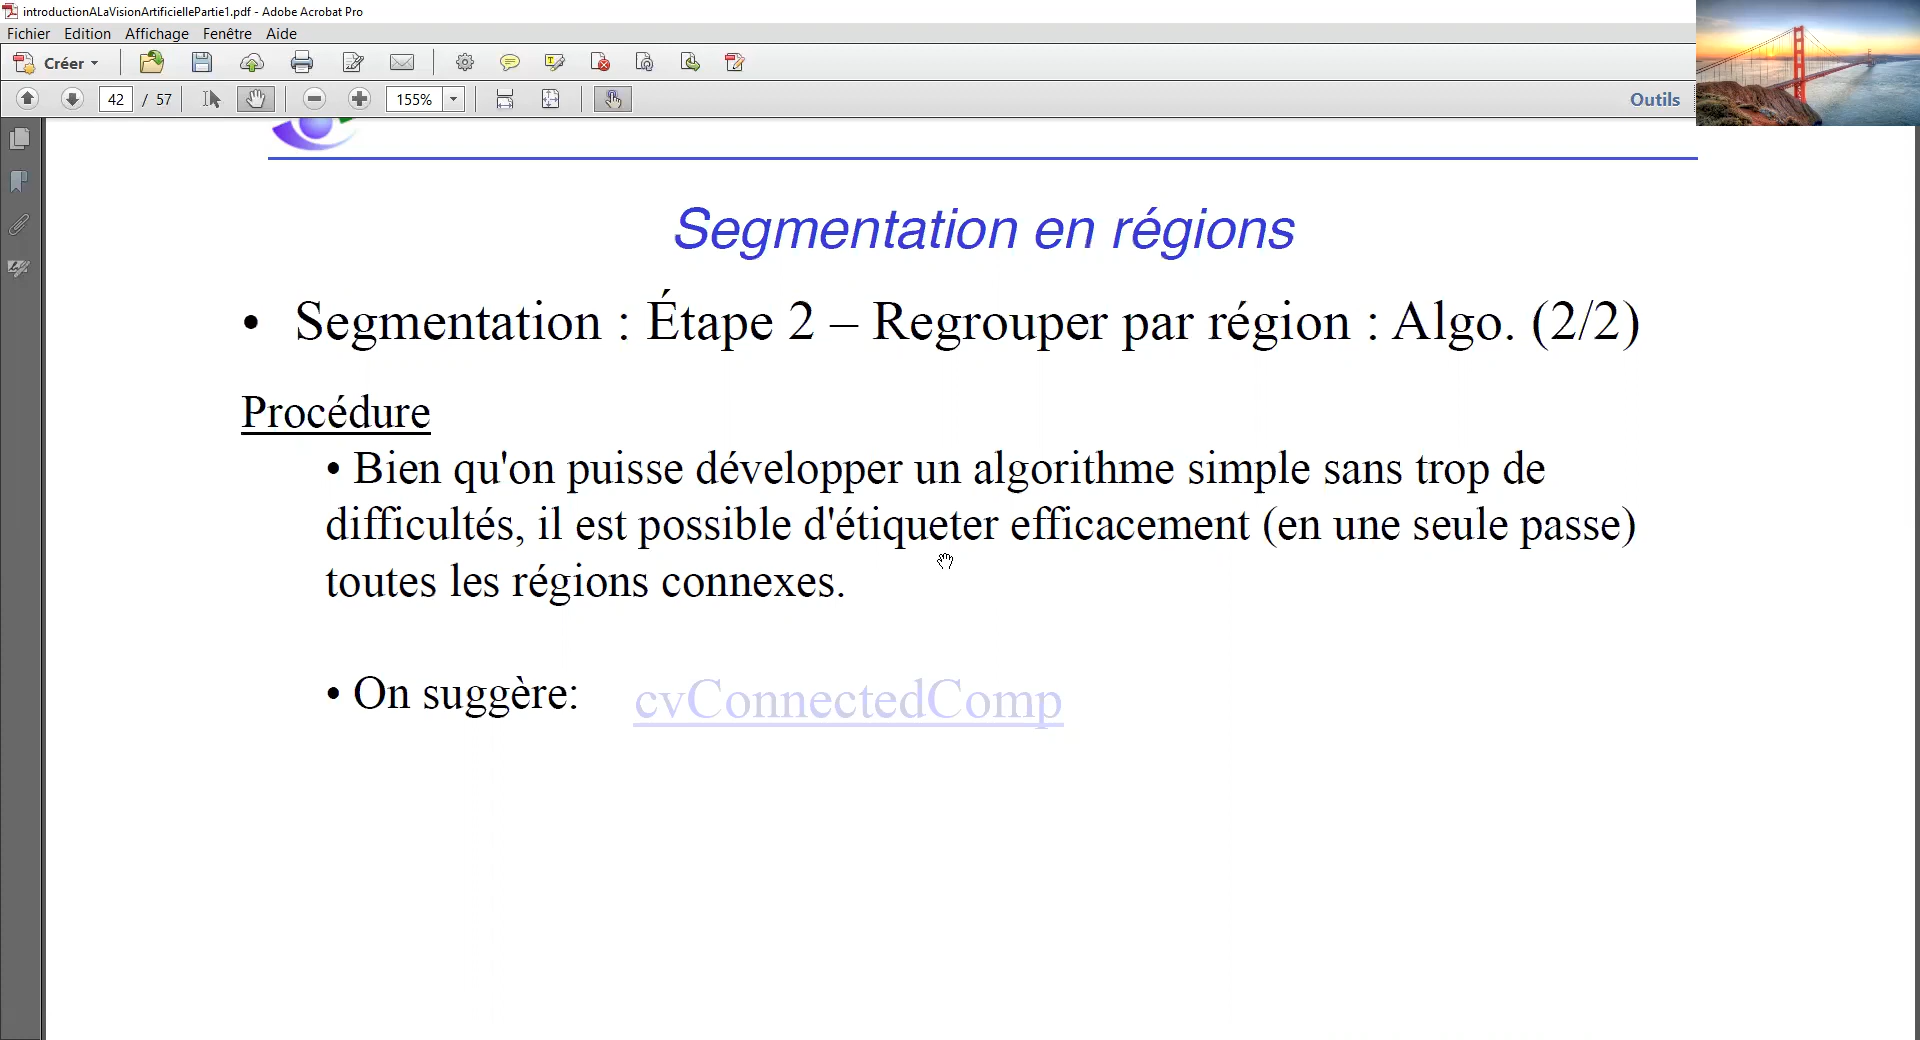 introductionALaVisionArtificiellePartie1.pdf - Adobe Acrobat Pro
Fichier Edition Affichage Fenêtre Aide
Créer
42 / 57 155% Outils
Segmentation en régions
• Segmentation : Étape 2 – Regrouper par région : Algo. (2/2)
Procédure
• Bien qu'on puisse développer un algorithme simple sans trop de
difficultés, il est possible d'étiqueter efficacement (en une seule passe)
toutes les régions connexes.
• On suggère: cvConnectedComp